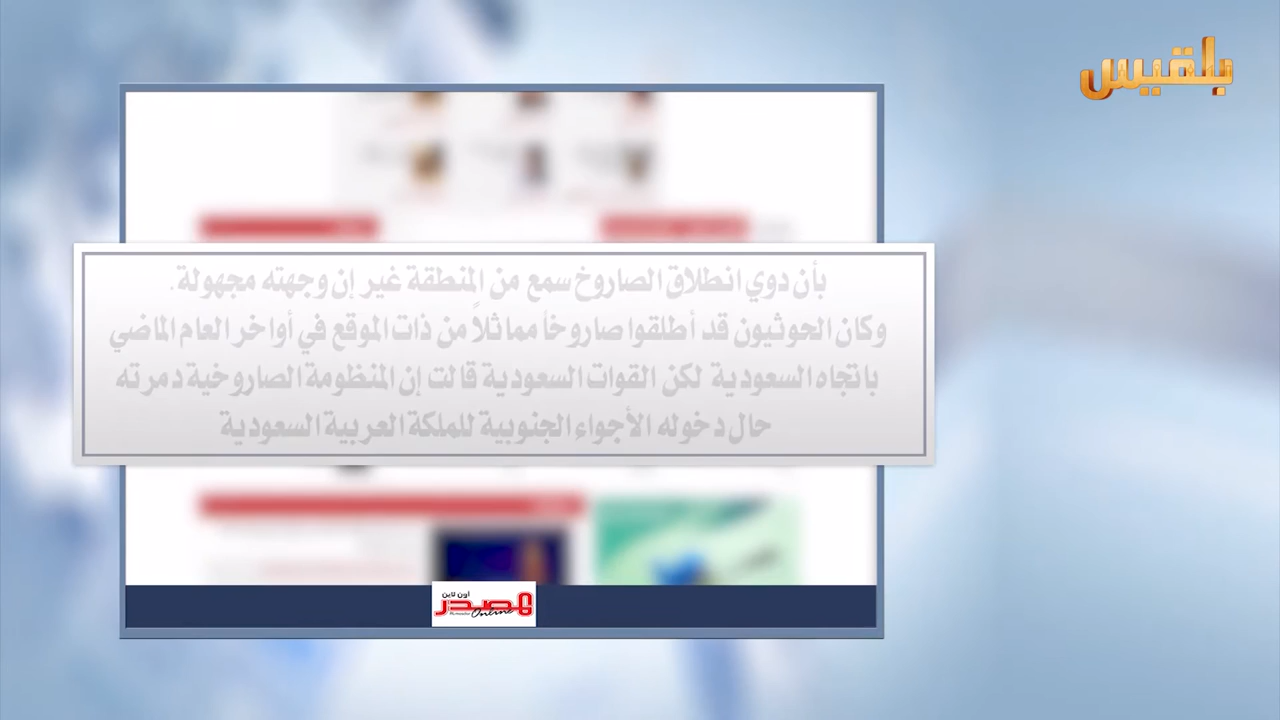 بلقيس
بأن دوي انطلاق الصاروخ سمع من المنطقة غير إن وجهته مجهولة.
وكان الحوثيون قد أطلقوا صاروخاً مماثلاً من ذات الموقع في أواخر العام الماضي
باتجاه السعودية لكن القوات السعودية قالت إن المنظومة الصاروخية دمرته
حال دخوله الأجواء الجنوبية للملكة العربية السعودية
أون لاين
المصدر
Online